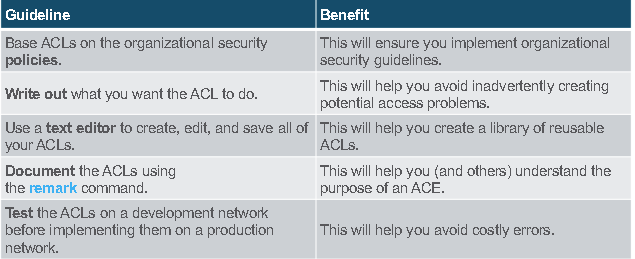 Guideline Benefit
Base ACLs on the organizational security This will ensure you implement organizational
policies. security guidelines.
Write out what you want the ACL to do. This will help you avoid inadvertently creating
potential access problems.
Use a text editor to create, edit, and save all of This will help you create a library of reusable
your ACLs. ACLs.
Document the ACLs using This will help you (and others) understand the
the remark command. purpose of an ACE.
Test the ACLs on a development network
before implementing them on a production This will help you avoid costly errors.
network.